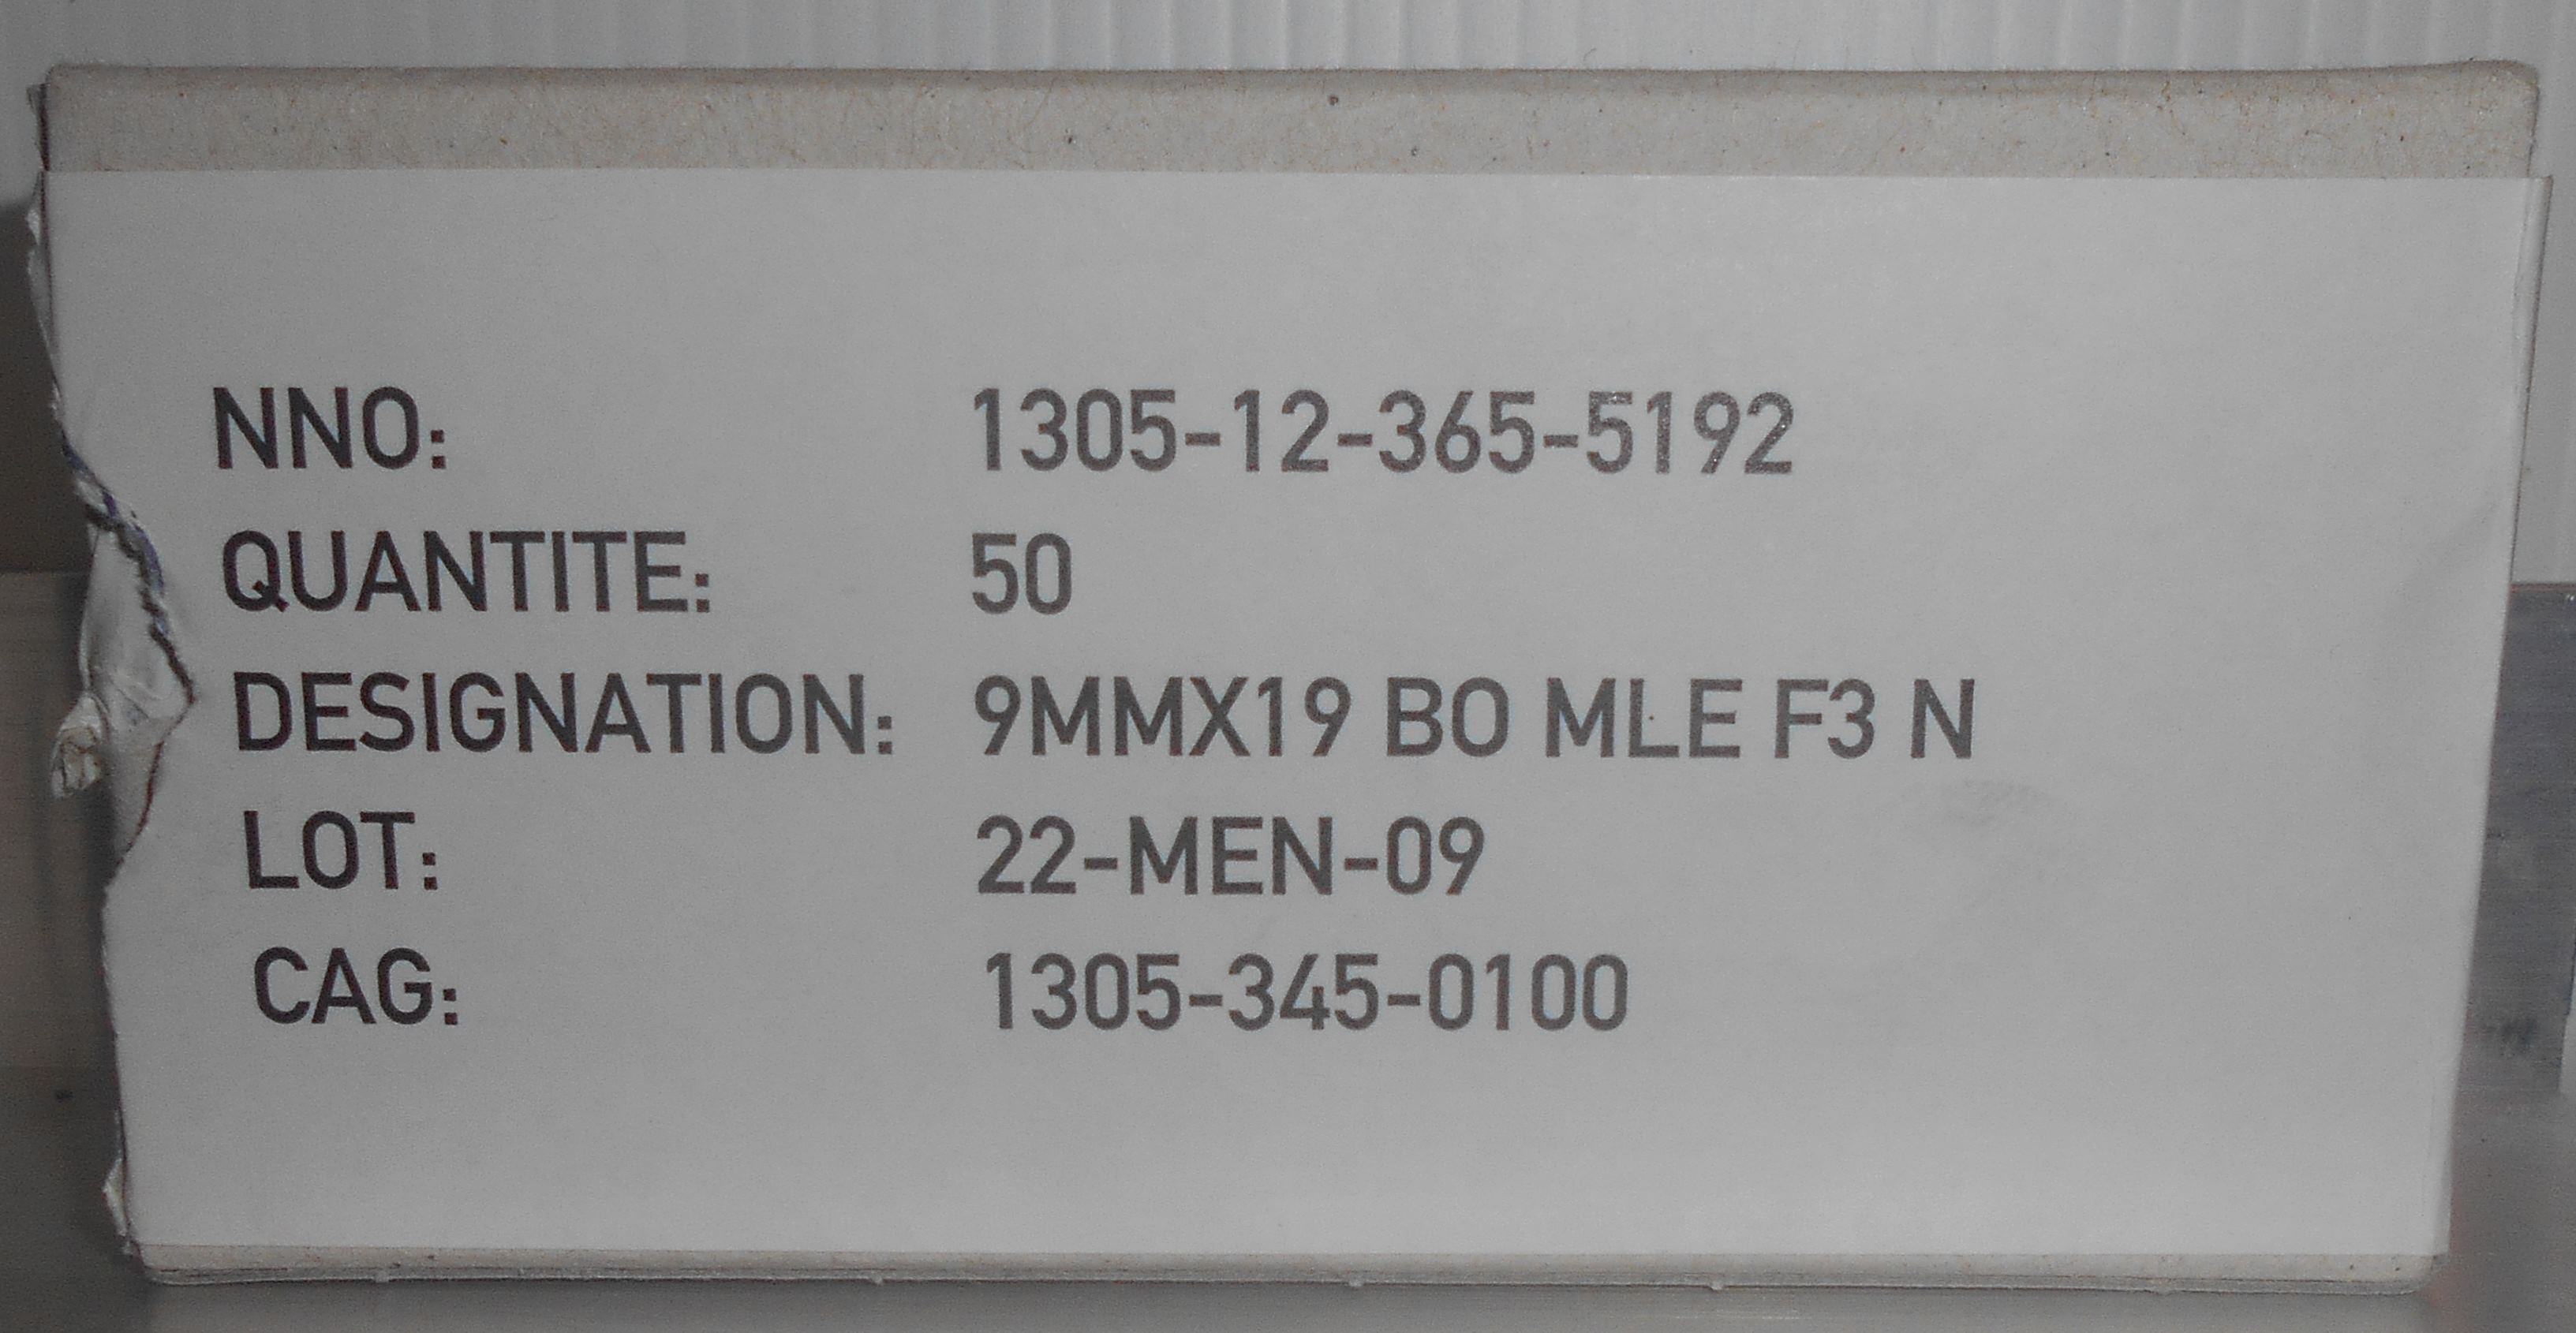 NNO: 1305-12-365-5192
QUANTITE: 50
DESIGNATION: 9MMX19 BO MLE F3 N
LOT: 22-MEN-09
CAG: 1305-345-0100